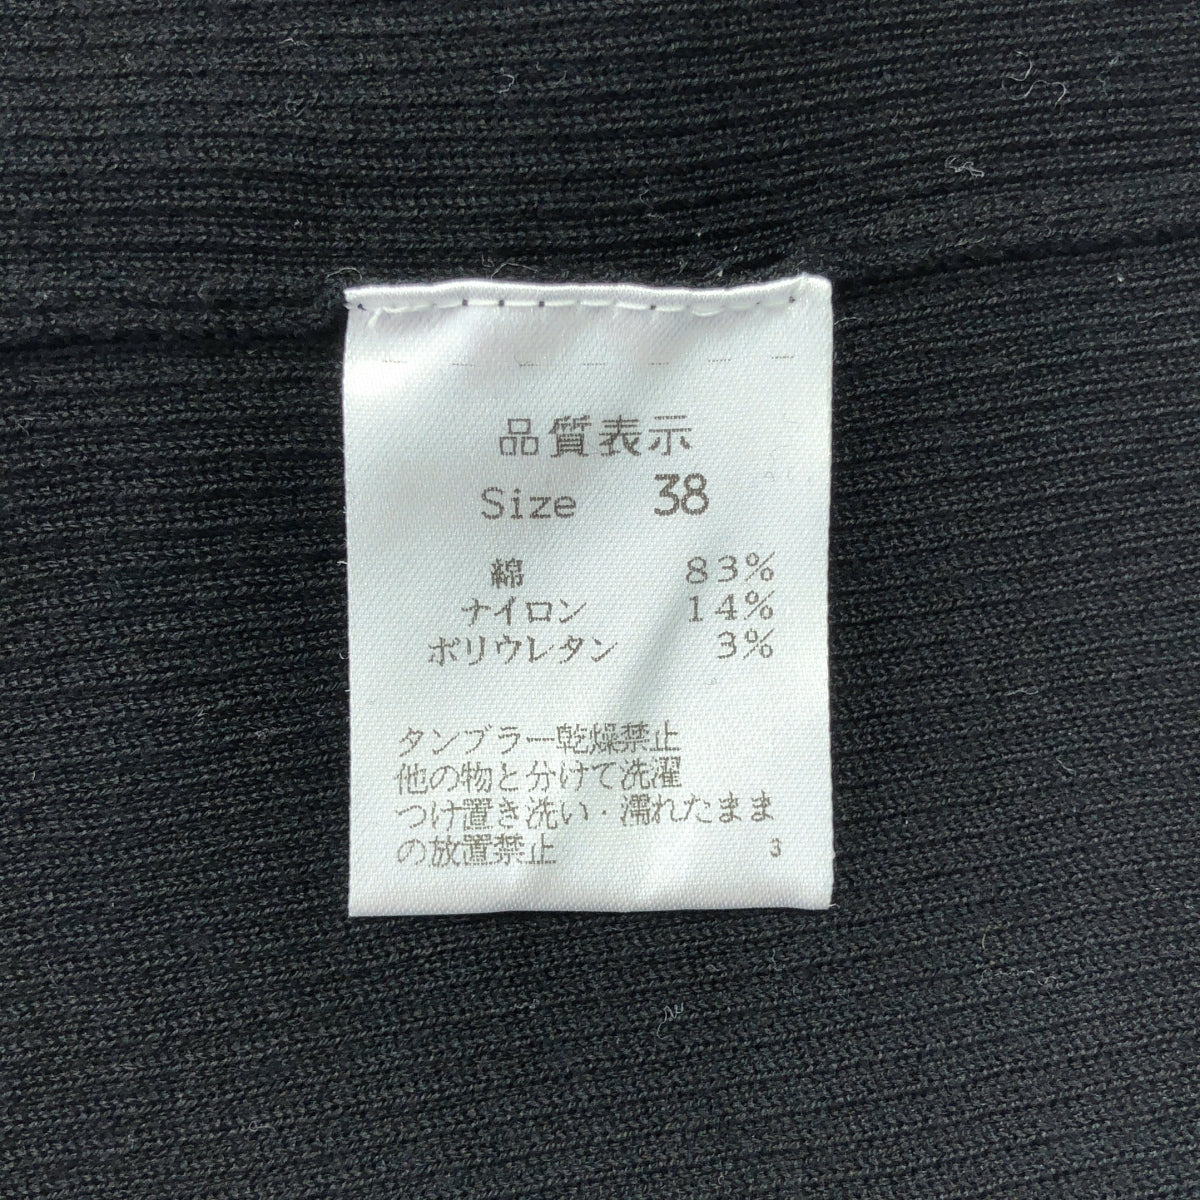 品質表示
Size 38
綿 83%
ナイロン 14%
ポリウレタン 3%
タンブラー乾燥禁止
他の物と分けて洗濯
つけ置き洗い・濡れたまま
の放置禁止 3